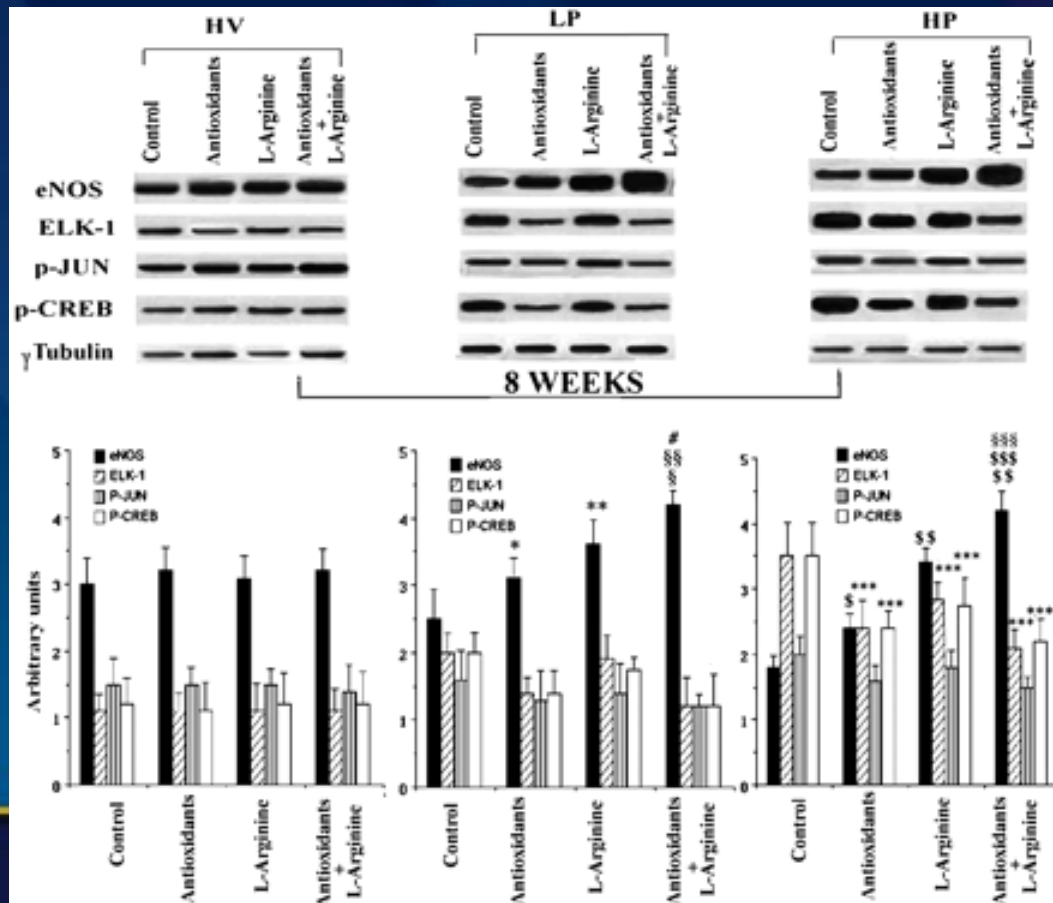 HV
LP
HP
Control
Antioxidants
L-Arginine
Antioxidants
+
L-Arginine
Control
Antioxidants
L-Arginine
Antioxidants
+
L-Arginine
Control
Antioxidants
L-Arginine
Antioxidants
+
L-Arginine
eNOS
ELK-1
p-JUN
p-CREB
γ Tubulin
8 WEEKS
Arbitrary units
5
4
3
2
1
0
eNOS
ELK-1
P-JUN
P-CREB
Control
Antioxidants
L-Arginine
Antioxidants
+
L-Arginine
5
4
3
2
1
0
eNOS
ELK-1
P-JUN
P-CREB
*
**
#
Control
Antioxidants
L-Arginine
Antioxidants
+
L-Arginine
5
4
3
2
1
0
eNOS
ELK-1
P-JUN
P-CREB
$
***
***
$$
***
***
§§§
$$$
$$
***
***
Control
Antioxidants
L-Arginine
Antioxidants
+
L-Arginine